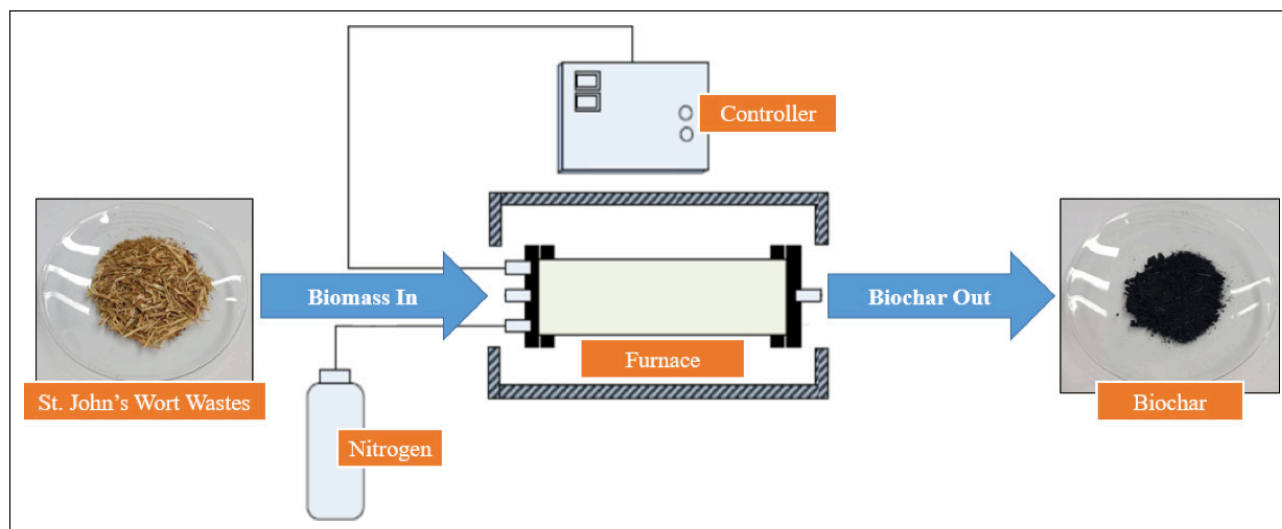 Controller
Biomass In
Biochar Out
Furnace
St. John's Wort Wastes
Biochar
Nitrogen